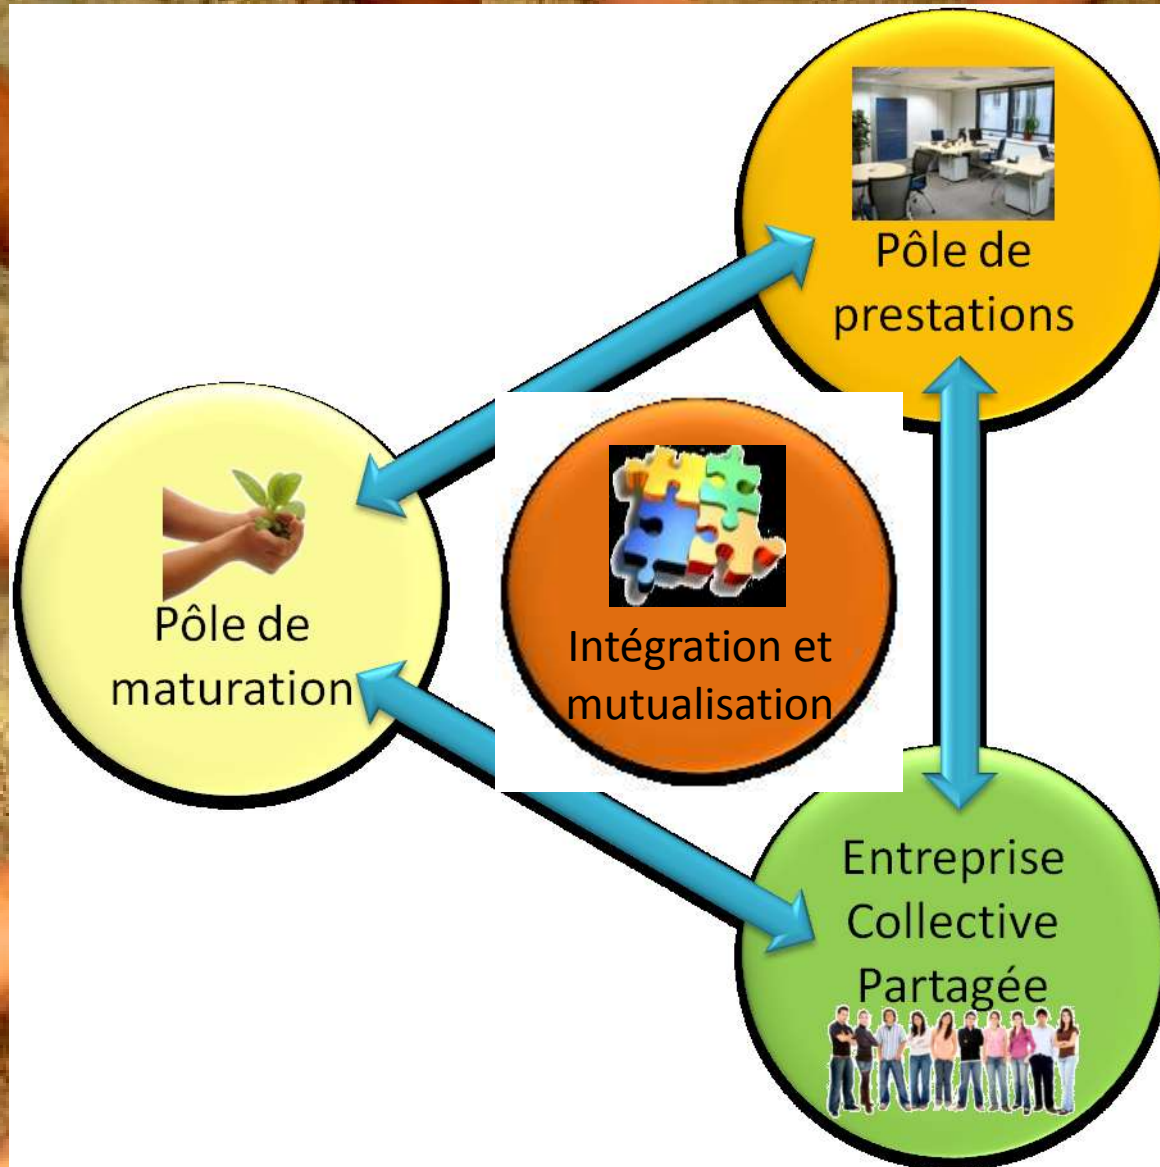 Pôle de
prestations
Pôle de
maturation
Intégration et
mutualisation
Entreprise
Collective
Partagée